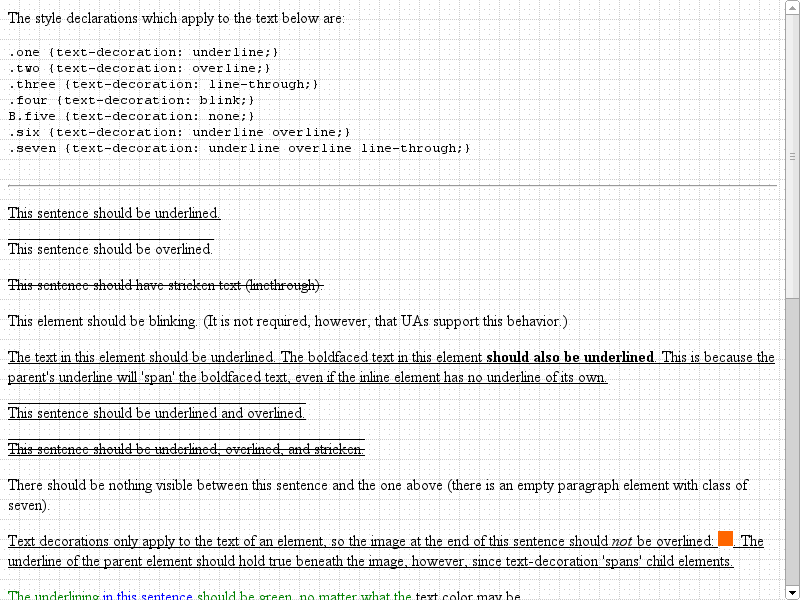 The style declarations which apply to the text below are:
.one {text-decoration: underline;}
.two {text-decoration: overline;}
.three {text-decoration: line-through;}
.four {text-decoration: blink;}
B.five {text-decoration: none;}
.six {text-decoration: underline overline;}
.seven {text-decoration: underline overline line-through;}
This sentence should be underlined.
This sentence should be overlined.
This sentence should have stricken text (linethrough).
This element should be blinking. (It is not required, however, that UAs support this behavior.)
The text in this element should be underlined. The boldfaced text in this element should also be underlined. This is because the
parent's underline will 'span' the boldfaced text, even if the inline element has no underline of its own.
This sentence should be underlined and overlined.
This sentence should be underlined, overlined, and stricken.
There should be nothing visible between this sentence and the one above (there is an empty paragraph element with class of
seven).
Text decorations only apply to the text of an element, so the image at the end of this sentence should not be overlined: . The
underline of the parent element should hold true beneath the image, however, since text-decoration 'spans' child elements.
The underlining in this sentence should be green, no matter what the text color may be.